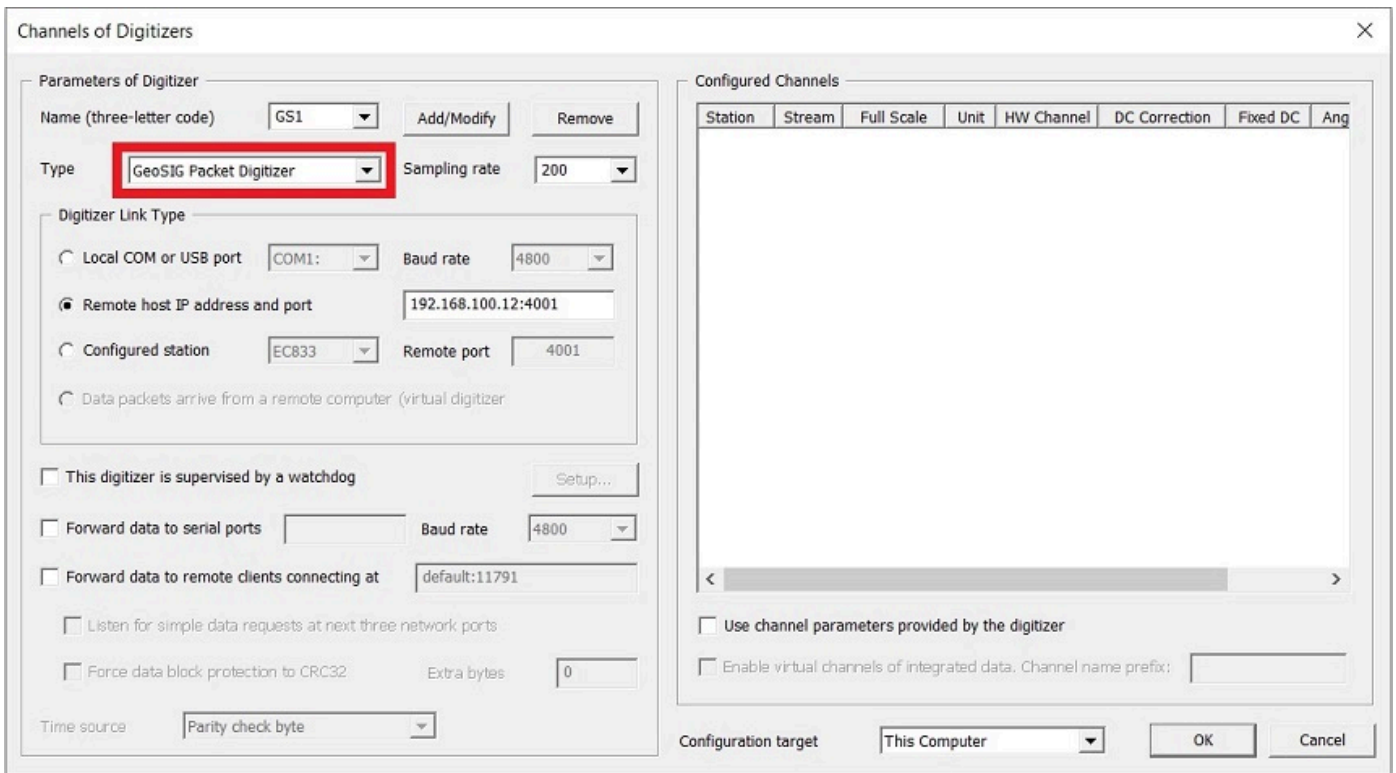 Channels of Digitizers
Parameters of Digitizer
Name (three-letter code) GS1 Add/Modify Remove
Type GeoSIG Packet Digitizer Sampling rate 200
Digitizer Link Type
Local COM or USB port COM1: Baud rate 4800
Remote host IP address and port 192.168.100.12:4001
Configured station EC833 Remote port 4001
Data packets arrive from a remote computer (virtual digitizer
This digitizer is supervised by a watchdog Setup...
Forward data to serial ports Baud rate 4800
Forward data to remote clients connecting at default:11791
Listen for simple data requests at next three network ports
Force data block protection to CRC32 Extra bytes 0
Time source Parity check byte
Configured Channels
Station Stream Full Scale Unit HW Channel DC Correction Fixed DC Ang
Use channel parameters provided by the digitizer
Enable virtual channels of integrated data. Channel name prefix:
Configuration target This Computer OK Cancel